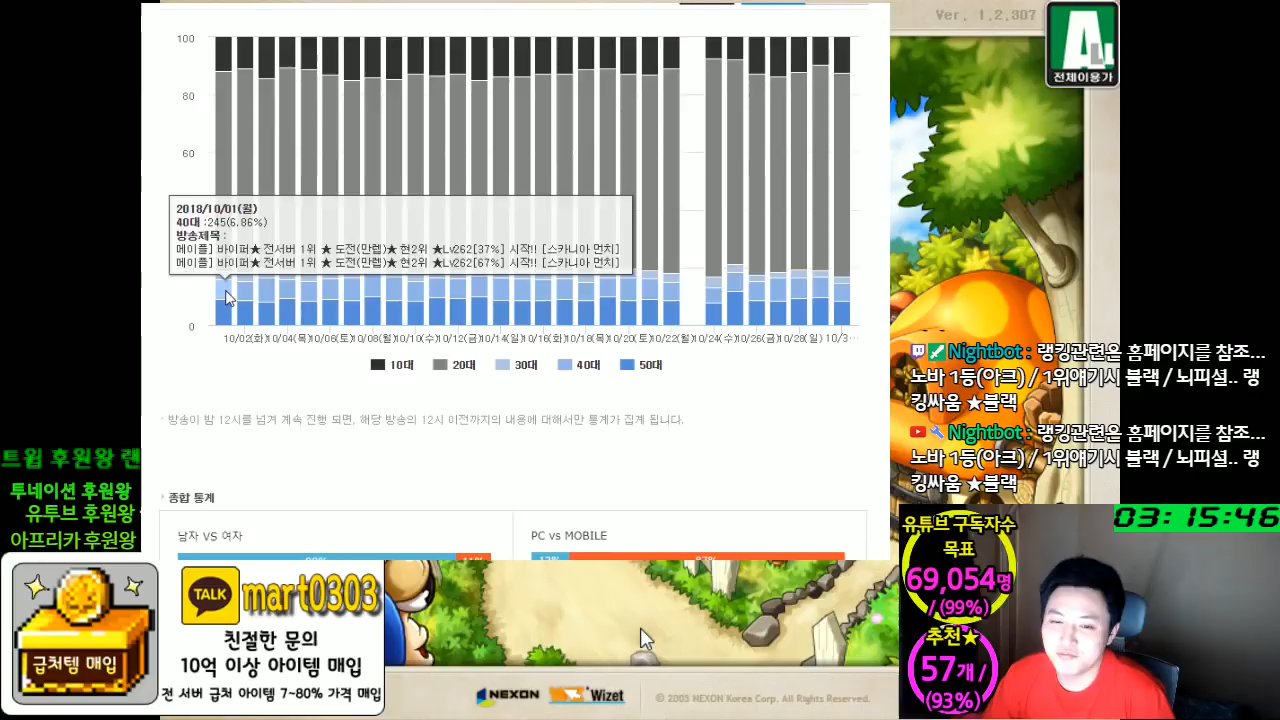 Ver. 1.2.307
전체이용가
100
80
60
2018/10/01(월)
40대 :245(6.86%)
방송제목 :
메이플] 바이퍼★ 전서버 1위 ★ 도전(만렙)★ 현2위 ★Lv262[37%] 시작!! [스카니아 먼치]
메이플] 바이퍼★ 전서버 1위 ★ 도전(만렙)★ 현2위 ★Lv262[67%] 시작!! [스카니아 먼치]
0
10/02(화)
10/04(목)
10/06(토)
10/08(월)
10/10(수)
10/12(금)
10/14(일)
10/16(화)
10/18(목)
10/20(토)
10/22(월)
10/24(수)
10/26(금)
10/28(일)
10/3…
10대 20대 30대 40대 50대
방송이 밤 12시를 넘겨 계속 진행 되면, 해당 방송의 12시 이전까지의 내용에 대해서만 통계가 집계 됩니다.
종합 통계
남자 VS 여자
PC vs MOBILE
Nightbot : 랭킹관련은 홈페이지를 참조...
노바 1등(아크) / 1위얘기시 블랙 / 뇌피셜.. 랭
킹싸움 ★블랙
Nightbot : 랭킹관련은 홈페이지를 참조...
노바 1등(아크) / 1위얘기시 블랙 / 뇌피셜.. 랭
킹싸움 ★블랙
트윕 후원왕 랜
투네이션 후원왕
유투브 후원왕
아프리카 후원왕
급처템 매입
TALK
mart0303
친절한 문의
10억 이상 아이템 매입
전 서버 급처 아이템 7~80% 가격 매입
NEXON
Wizet
© 2003 NEXON Korea Corp. All Rights Reserved.
03:15:46
유튜브 구독자수
목표
69,054명
/ (99%)
추천★
57개 /
(93%)